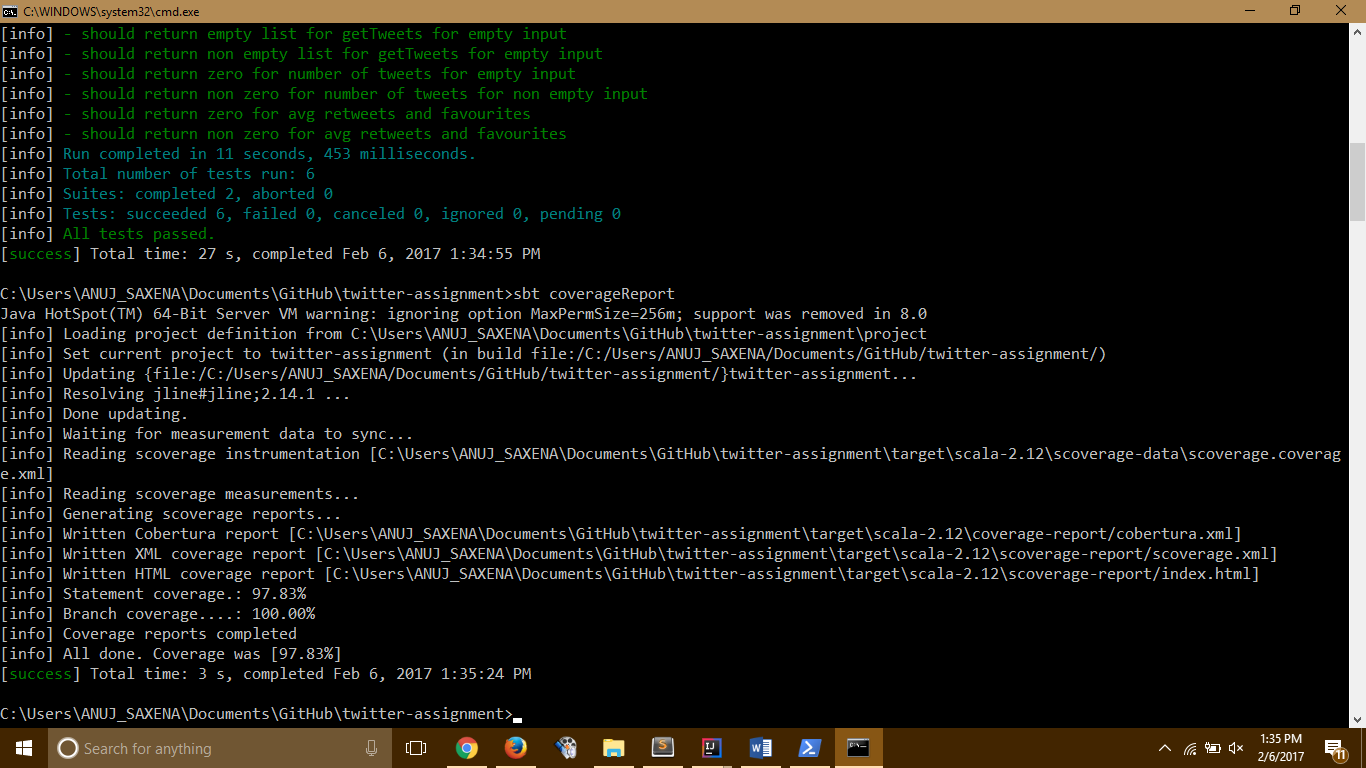 C:\WINDOWS\system32\cmd.exe
[info] - should return empty list for getTweets for empty input
[info] - should return non empty list for getTweets for empty input
[info] - should return zero for number of tweets for empty input
[info] - should return non zero for number of tweets for non empty input
[info] - should return zero for avg retweets and favourites
[info] - should return non zero for avg retweets and favourites
[info] Run completed in 11 seconds, 453 milliseconds.
[info] Total number of tests run: 6
[info] Suites: completed 2, aborted 0
[info] Tests: succeeded 6, failed 0, canceled 0, ignored 0, pending 0
[info] All tests passed.
[success] Total time: 27 s, completed Feb 6, 2017 1:34:55 PM
C:\Users\ANUJ_SAXENA\Documents\GitHub\twitter-assignment>sbt coverageReport
Java HotSpot(TM) 64-Bit Server VM warning: ignoring option MaxPermSize=256m; support was removed in 8.0
[info] Loading project definition from C:\Users\ANUJ_SAXENA\Documents\GitHub\twitter-assignment\project
[info] Set current project to twitter-assignment (in build file:/C:/Users/ANUJ_SAXENA/Documents/GitHub/twitter-assignment/)
[info] Updating {file:/C:/Users/ANUJ_SAXENA/Documents/GitHub/twitter-assignment/}twitter-assignment...
[info] Resolving jline#jline;2.14.1 ...
[info] Done updating.
[info] Waiting for measurement data to sync...
[info] Reading scoverage instrumentation [C:\Users\ANUJ_SAXENA\Documents\GitHub\twitter-assignment\target\scala-2.12\scoverage-data\scoverage.coverag
e.xml]
[info] Reading scoverage measurements...
[info] Generating scoverage reports...
[info] Written Cobertura report [C:\Users\ANUJ_SAXENA\Documents\GitHub\twitter-assignment\target\scala-2.12\coverage-report/cobertura.xml]
[info] Written XML coverage report [C:\Users\ANUJ_SAXENA\Documents\GitHub\twitter-assignment\target\scala-2.12\scoverage-report/scoverage.xml]
[info] Written HTML coverage report [C:\Users\ANUJ_SAXENA\Documents\GitHub\twitter-assignment\target\scala-2.12\scoverage-report/index.html]
[info] Statement coverage.: 97.83%
[info] Branch coverage....: 100.00%
[info] Coverage reports completed
[info] All done. Coverage was [97.83%]
[success] Total time: 3 s, completed Feb 6, 2017 1:35:24 PM
C:\Users\ANUJ_SAXENA\Documents\GitHub\twitter-assignment>
Search for anything
1:35 PM
2/6/2017
11